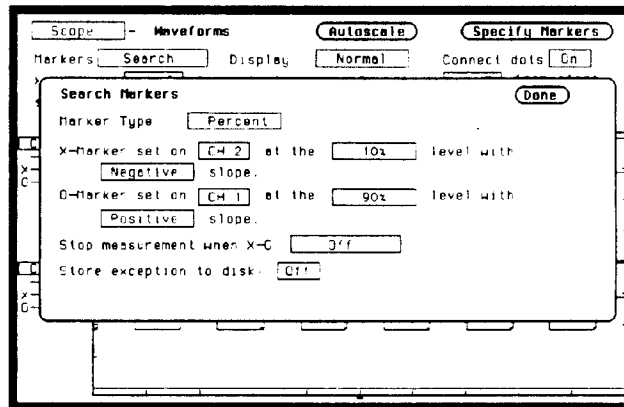 Scope - Waveforms Autoscale Specify Markers
Markers Search Display Normal Connect dots On
Search Markers Done
Marker Type Percent
X-Marker set on CH 2 at the 10% level with
Negative slope.
O-Marker set on CH 1 at the 90% level with
Positive slope.
Stop measurement when X-O Off
Store exception to disk: Off